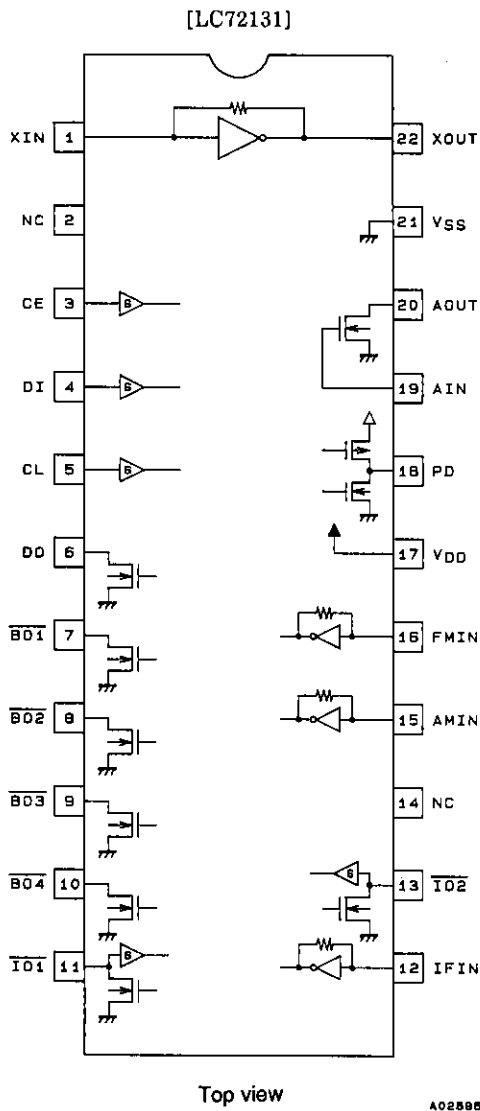 [LC72131]
XIN 1
22 XOUT
NC 2
21 VSS
CE 3 G
20 AOUT
DI 4 G
19 AIN
CL 5 G
18 PD
DO 6
17 VDD
BO1 7
16 FMIN
BO2 8
15 AMIN
BO3 9
14 NC
BO4 10
G 13 IO2
IO1 11 G
12 IFIN
Top view